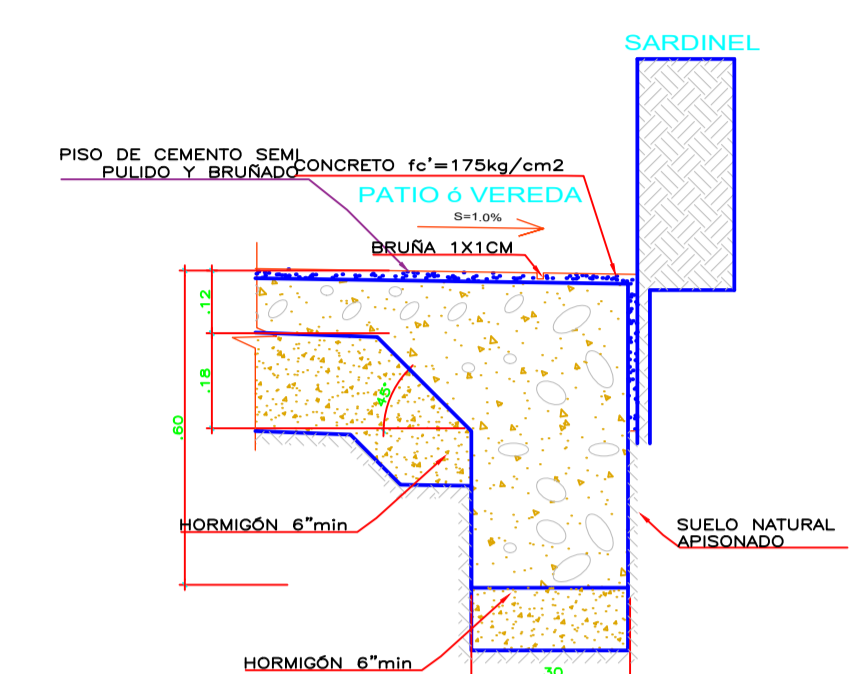 SARDINEL
PISO DE CEMENTO SEMI
PULIDO Y BRUÑADO
CONCRETO fc'=175kg/cm2
PATIO ó VEREDA
S=1.0%
BRUÑA 1X1CM
.12
.18
.60
45°
HORMIGÓN 6"min
SUELO NATURAL
APISONADO
HORMIGÓN 6"min
.30